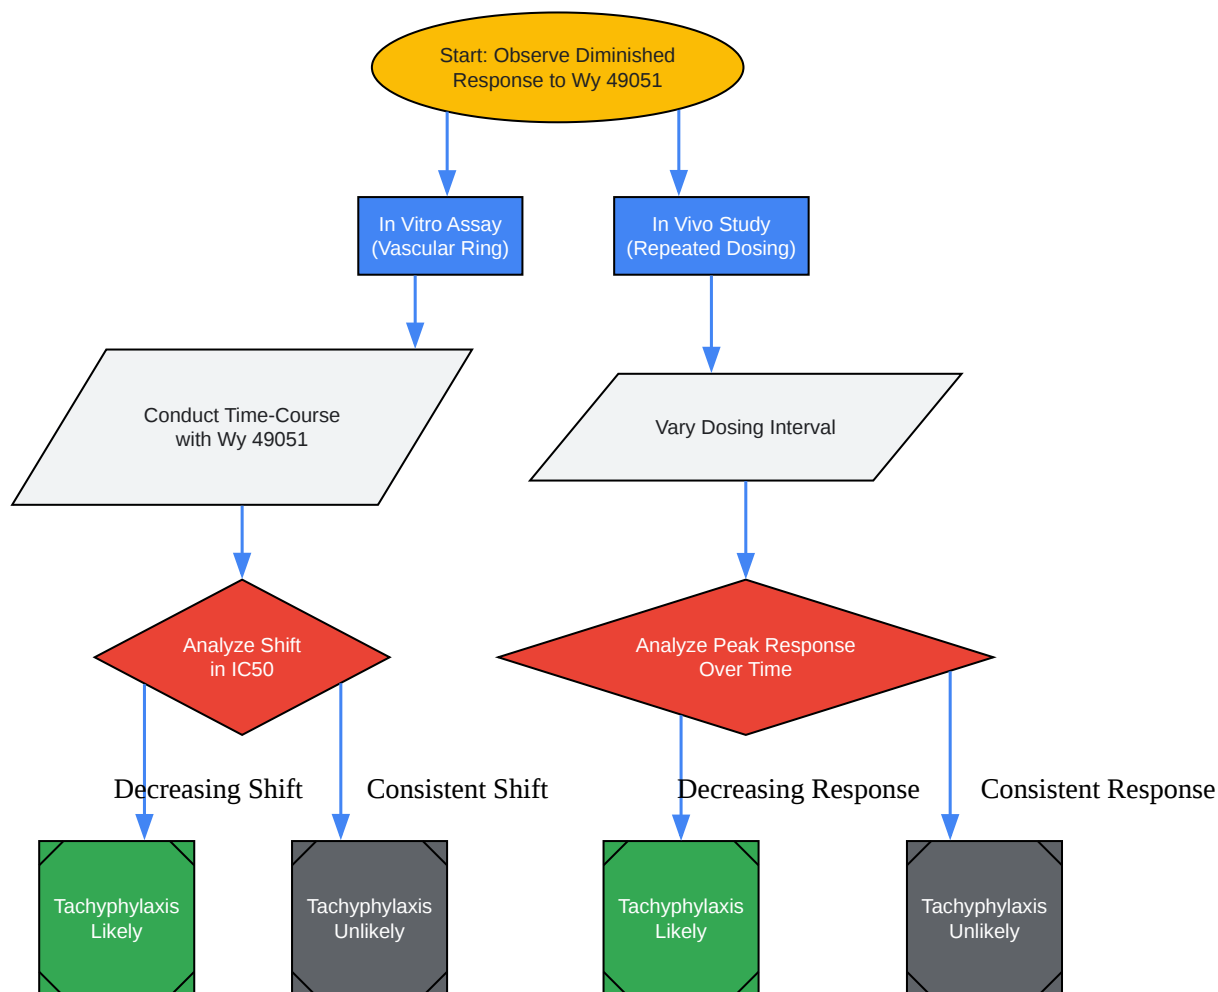 Start: Observe Diminished
Response to Wy 49051
In Vitro Assay
(Vascular Ring)
In Vivo Study
(Repeated Dosing)
Conduct Time-Course
with Wy 49051
Vary Dosing Interval
Analyze Shift
in IC50
Analyze Peak Response
Over Time
Decreasing Shift
Consistent Shift
Decreasing Response
Consistent Response
Tachyphylaxis
Likely
Tachyphylaxis
Unlikely
Tachyphylaxis
Likely
Tachyphylaxis
Unlikely